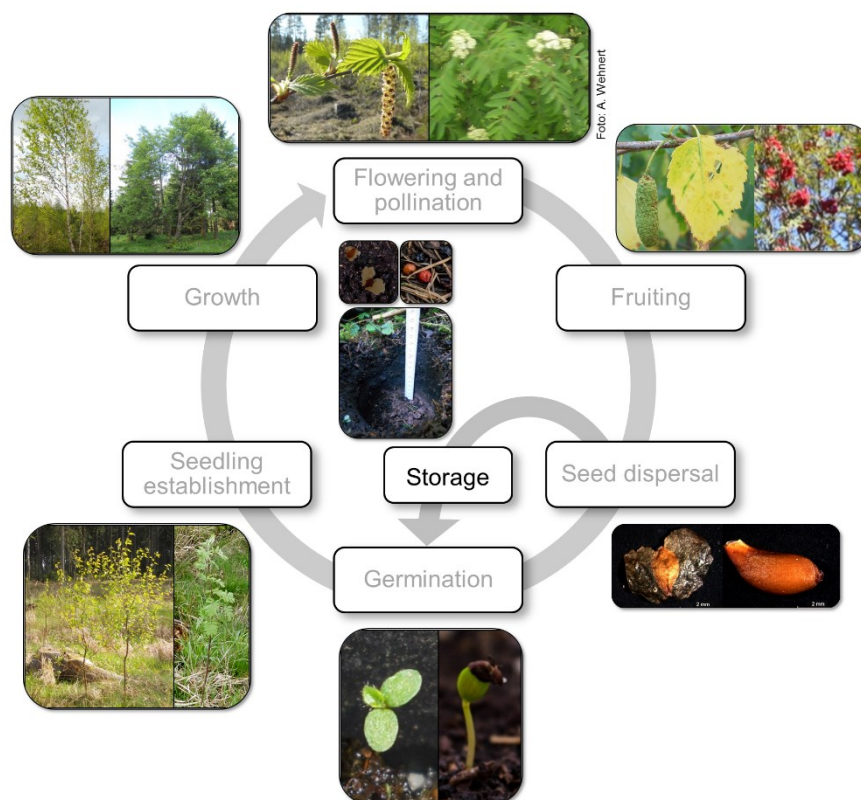 Foto: A. Wehnert
Flowering and
pollination
Growth
Fruiting
Seedling
establishment
Storage
Seed dispersal
Germination
2 mm
2 mm